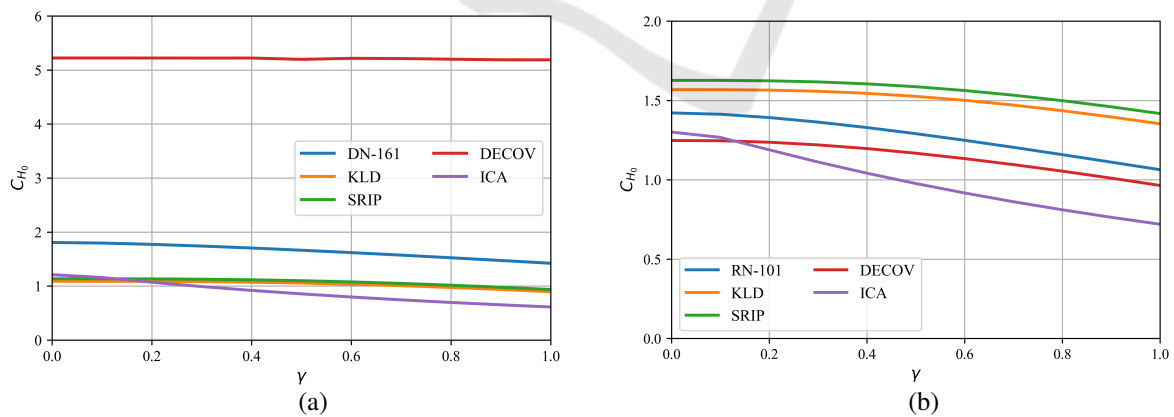 6
5
4
3
2
1
0
C_{H_0}
DN-161
KLD
SRIP
DECOV
ICA
0.0 0.2 0.4 0.6 0.8 1.0
γ
(a)
2.0
1.5
1.0
0.5
0.0
C_{H_0}
RN-101
KLD
SRIP
DECOV
ICA
0.0 0.2 0.4 0.6 0.8 1.0
γ
(b)